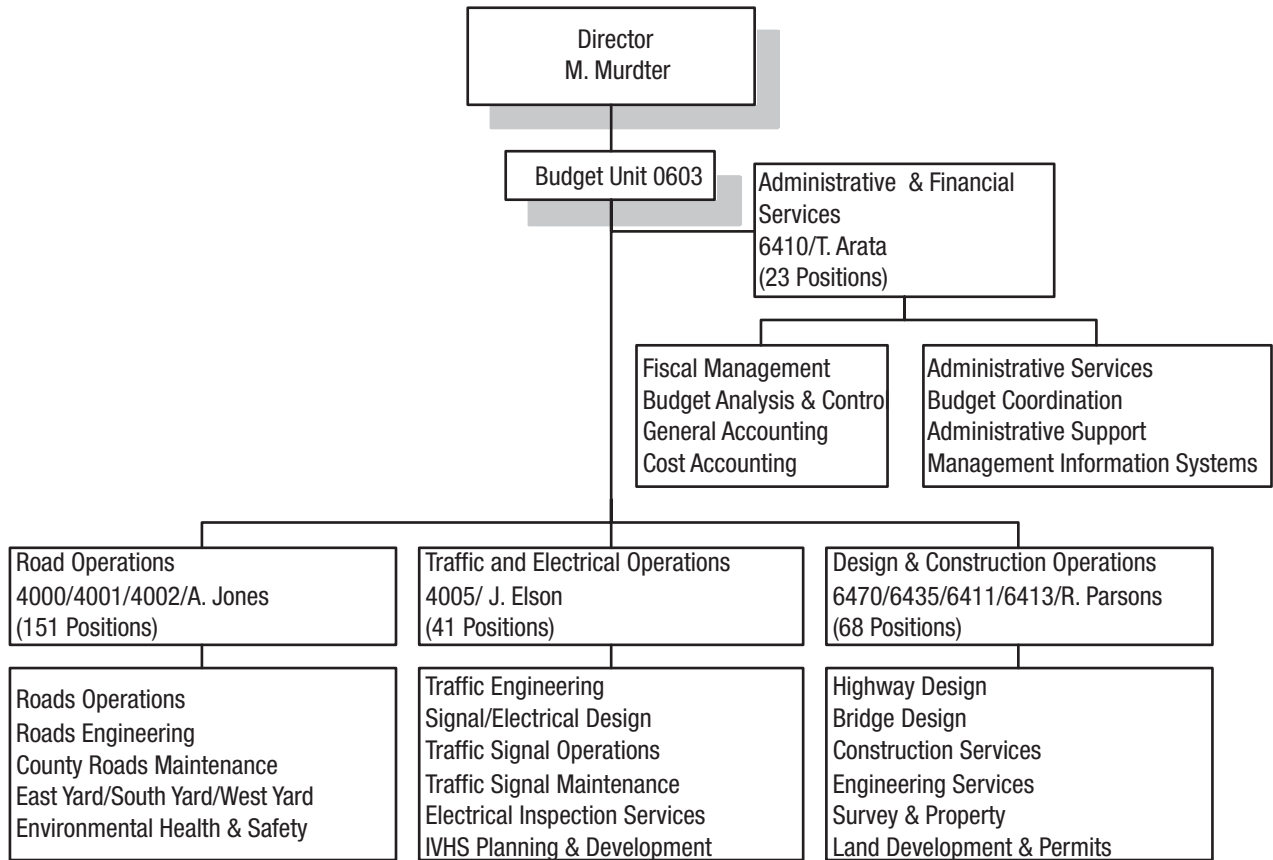 Director
M. Murdter
Budget Unit 0603
Administrative & Financial
Services
6410/T. Arata
(23 Positions)
Fiscal Management
Budget Analysis & Control
General Accounting
Cost Accounting
Administrative Services
Budget Coordination
Administrative Support
Management Information Systems
Road Operations
4000/4001/4002/A. Jones
(151 Positions)
Traffic and Electrical Operations
4005/ J. Elson
(41 Positions)
Design & Construction Operations
6470/6435/6411/6413/R. Parsons
(68 Positions)
Roads Operations
Roads Engineering
County Roads Maintenance
East Yard/South Yard/West Yard
Environmental Health & Safety
Traffic Engineering
Signal/Electrical Design
Traffic Signal Operations
Traffic Signal Maintenance
Electrical Inspection Services
IVHS Planning & Development
Highway Design
Bridge Design
Construction Services
Engineering Services
Survey & Property
Land Development & Permits